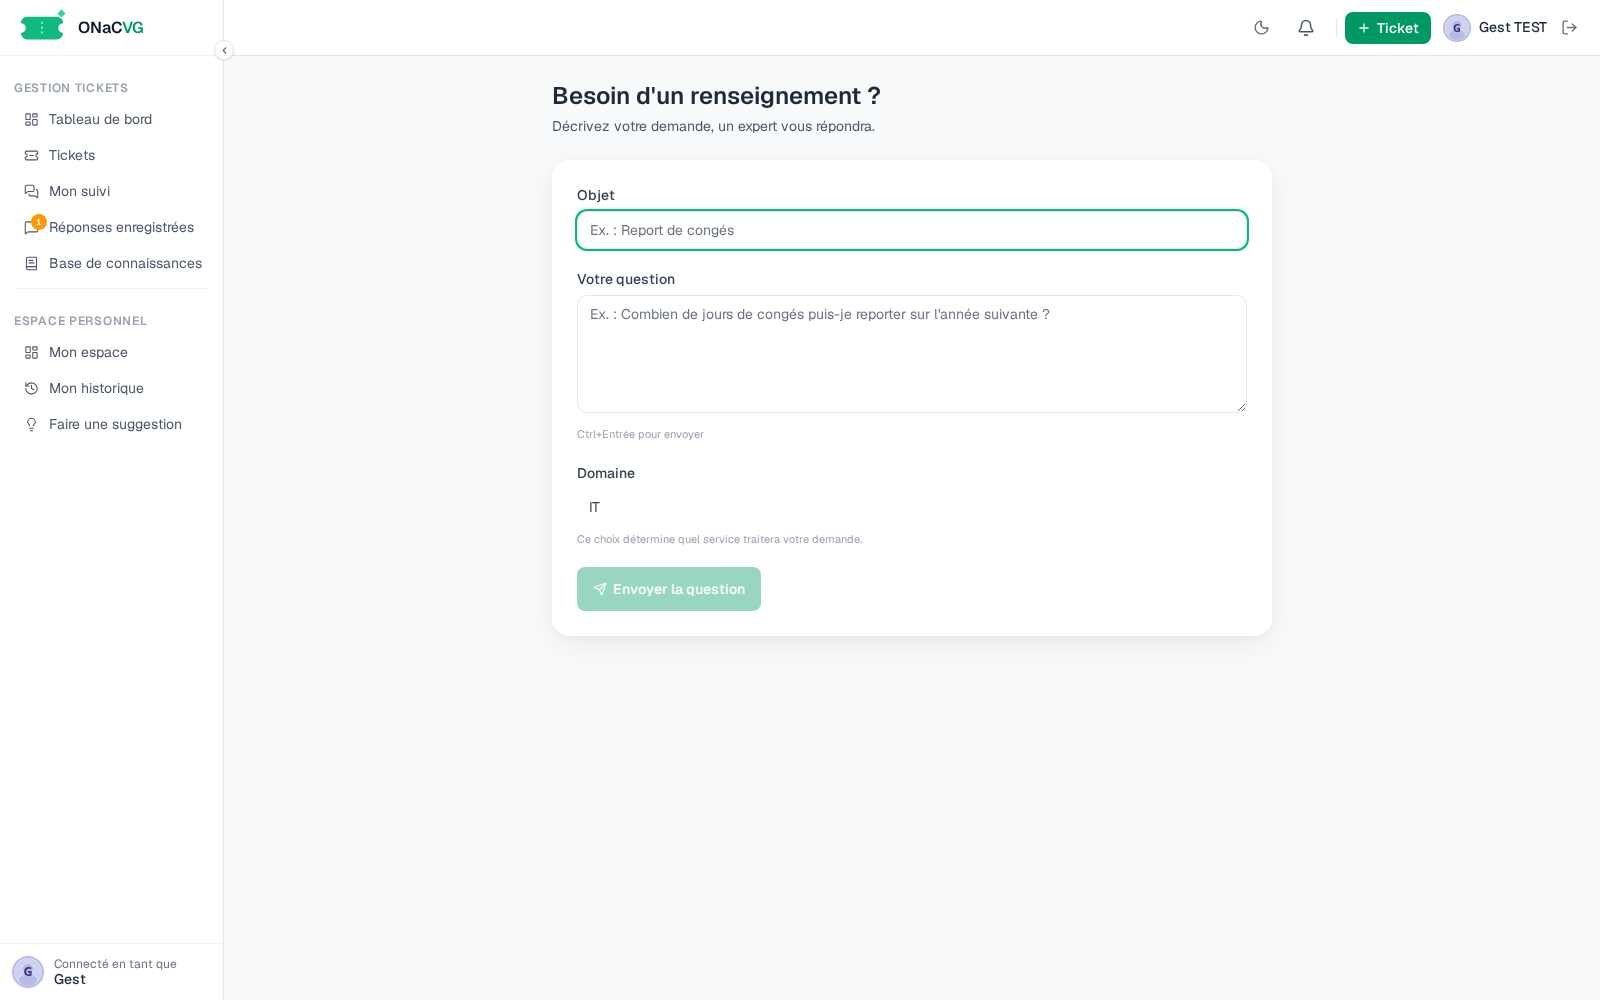 ONaCVG
Ticket
G
Gest TEST
GESTION TICKETS
Tableau de bord
Tickets
Mon suivi
1
Réponses enregistrées
Base de connaissances
ESPACE PERSONNEL
Mon espace
Mon historique
Faire une suggestion
Besoin d'un renseignement ?
Décrivez votre demande, un expert vous répondra.
Objet
Ex. : Report de congés
Votre question
Ex. : Combien de jours de congés puis-je reporter sur l'année suivante ?
Ctrl+Entrée pour envoyer
Domaine
IT
Ce choix détermine quel service traitera votre demande.
Envoyer la question
G
Connecté en tant que
Gest